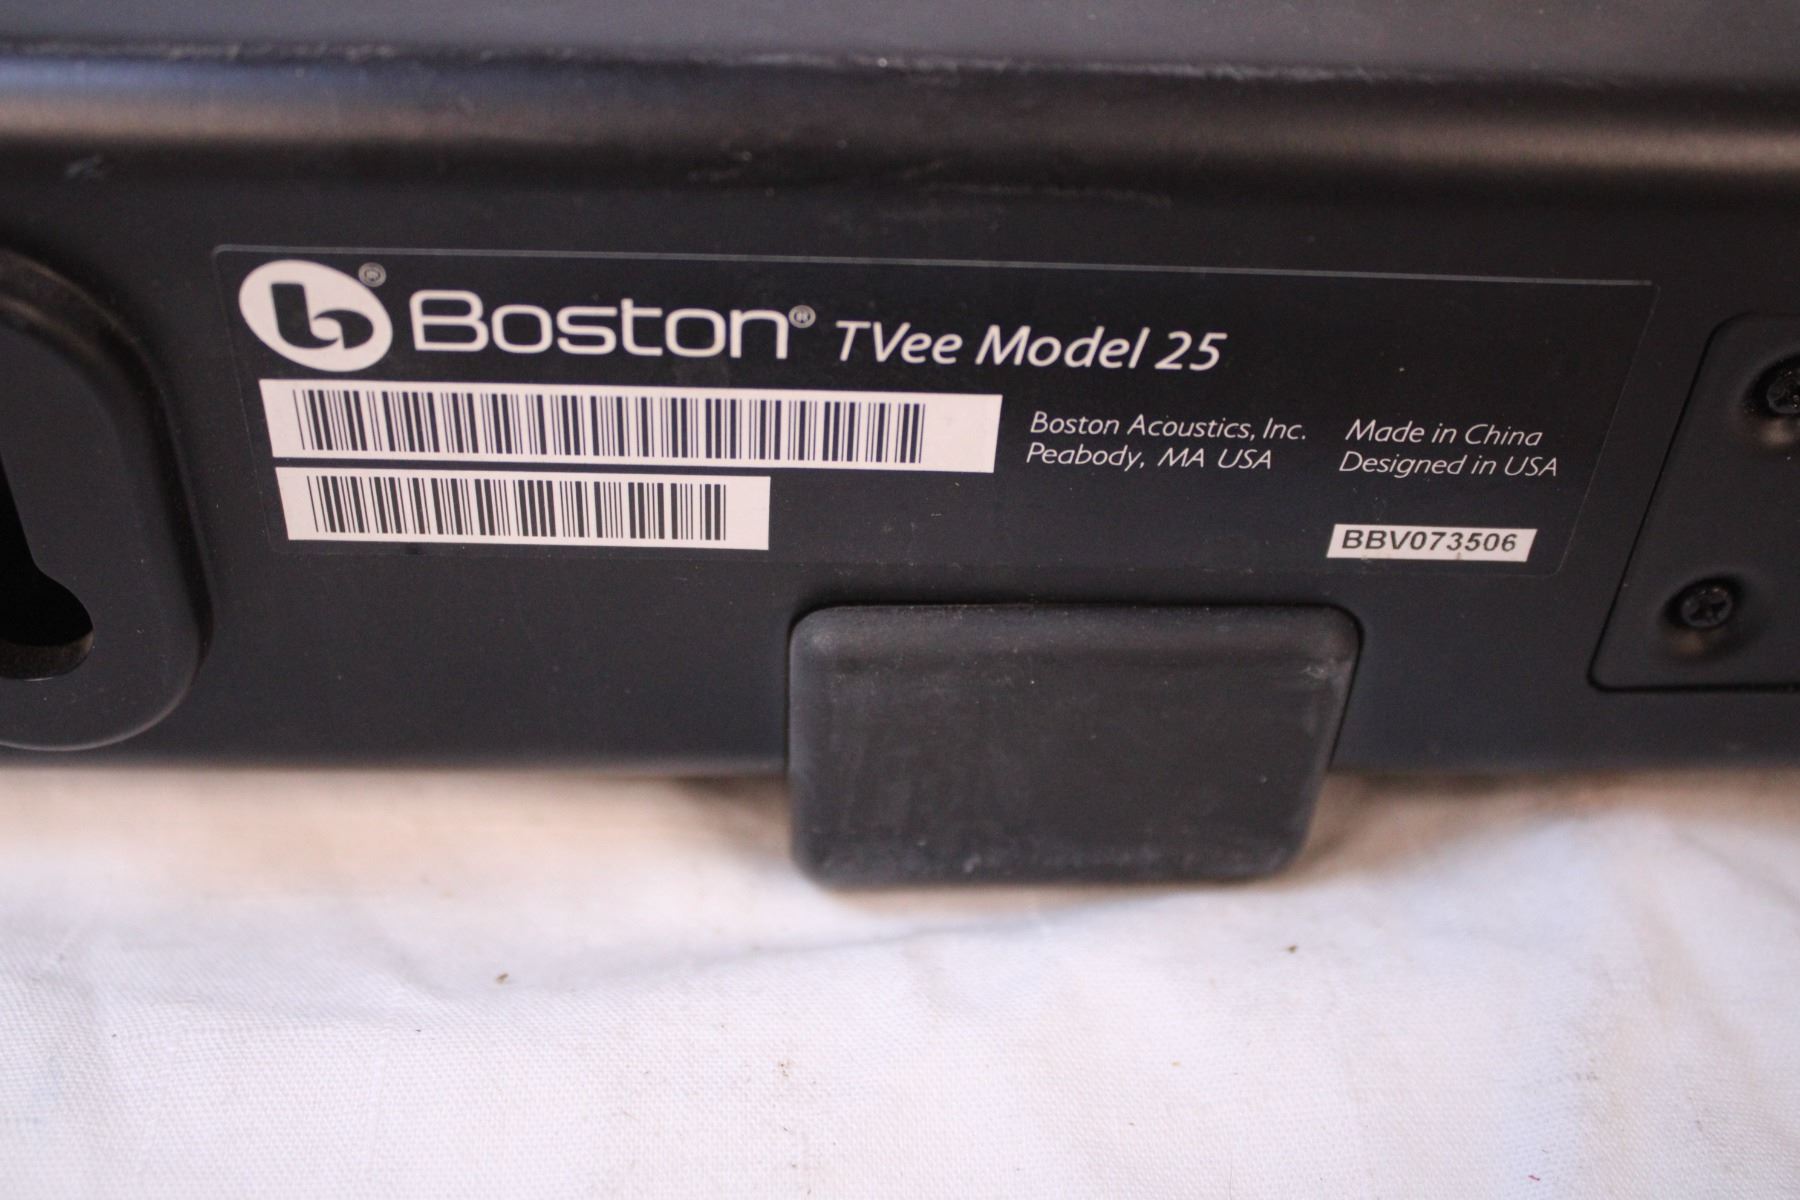 b® Boston® TVee Model 25
Boston Acoustics, Inc.
Peabody, MA USA
Made in China
Designed in USA
BBV073506